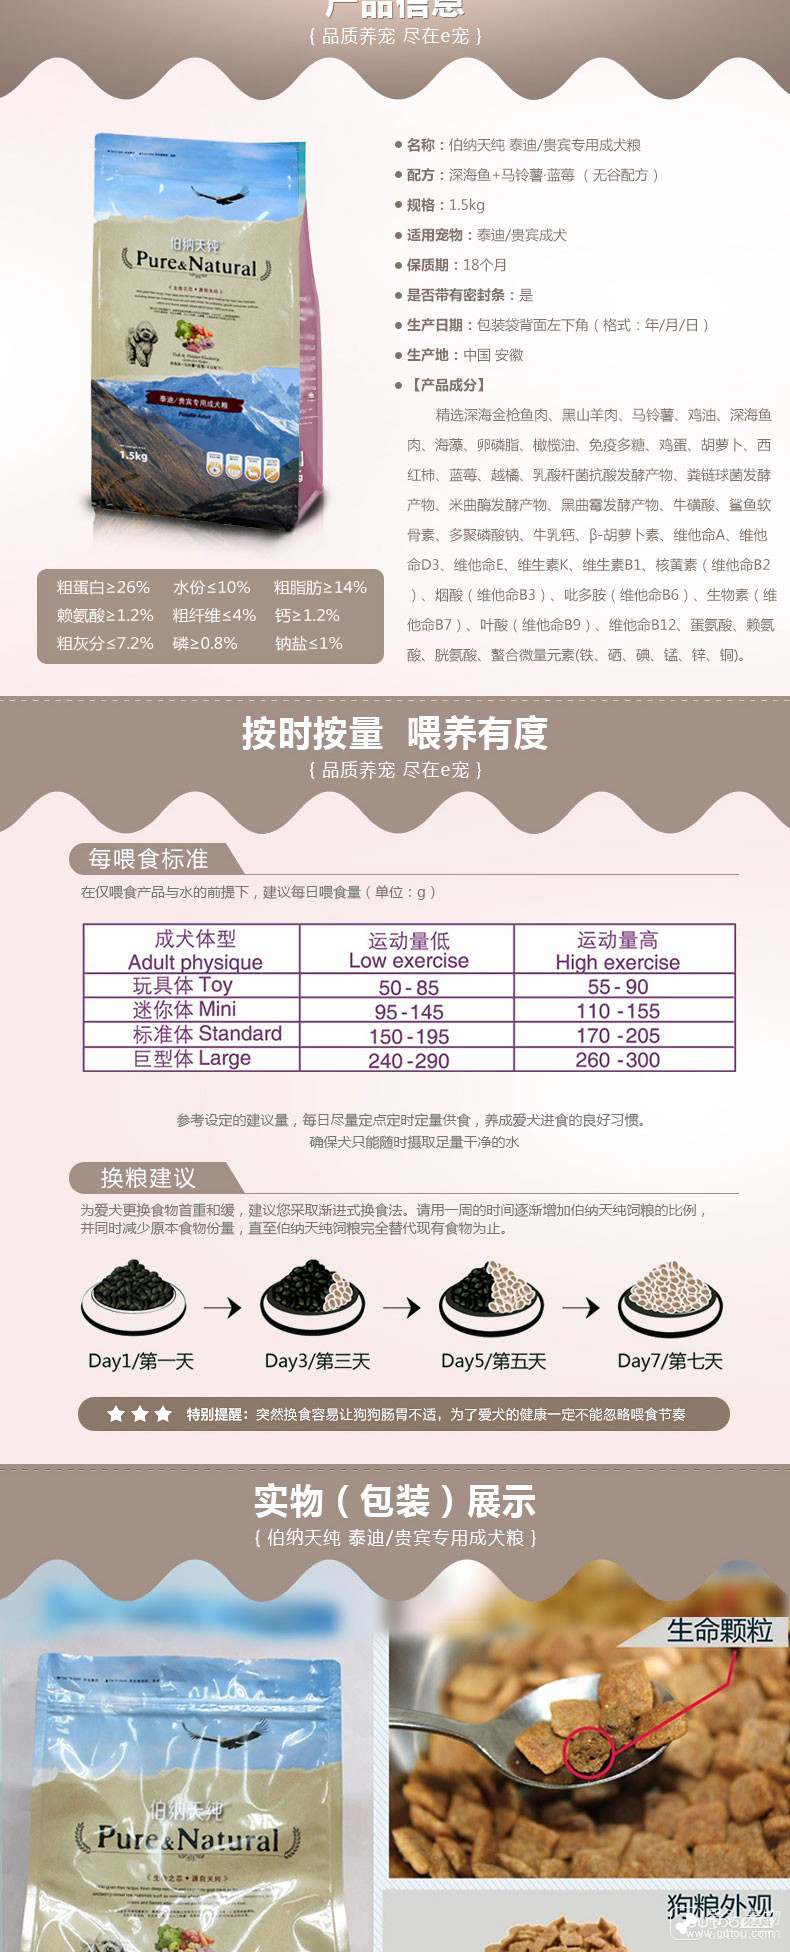 产品信息
{ 品质养宠 尽在e宠 }
伯纳天纯
Pure&Natural
《生命之芯•源自天纯》
泰迪/贵宾专用成犬粮
Poodle Adult
1.5kg
粗蛋白≥26% 水份≤10% 粗脂肪≥14%
赖氨酸≥1.2% 粗纤维≤4% 钙≥1.2%
粗灰分≤7.2% 磷≥0.8% 钠盐≤1%
● 名称：伯纳天纯 泰迪/贵宾专用成犬粮
● 配方：深海鱼+马铃薯·蓝莓（无谷配方）
● 规格：1.5kg
● 适用宠物：泰迪/贵宾成犬
● 保质期：18个月
● 是否带有密封条：是
● 生产日期：包装袋背面左下角（格式：年/月/日）
● 生产地：中国 安徽
● 【产品成分】
精选深海金枪鱼肉、黑山羊肉、马铃薯、鸡油、深海鱼
肉、海藻、卵磷脂、橄榄油、免疫多糖、鸡蛋、胡萝卜、西
红柿、蓝莓、越橘、乳酸杆菌抗酸发酵产物、粪链球菌发酵
产物、米曲酶发酵产物、黑曲霉发酵产物、牛磺酸、鲨鱼软
骨素、多聚磷酸钠、牛乳钙、β-胡萝卜素、维他命A、维他
命D3、维他命E、维生素K、维生素B1、核黄素（维他命B2
）、烟酸（维他命B3）、吡多胺（维他命B6）、生物素（维
他命B7）、叶酸（维他命B9）、维他命B12、蛋氨酸、赖氨
酸、胱氨酸、螯合微量元素(铁、硒、碘、锰、锌、铜)。
按时按量 喂养有度
{ 品质养宠 尽在e宠 }
每喂食标准
在仅喂食产品与水的前提下，建议每日喂食量（单位：g）
成犬体型 运动量低 运动量高
Adult physique Low exercise High exercise
玩具体 Toy 50-85 55-90
迷你体 Mini 95-145 110-155
标准体 Standard 150-195 170-205
巨型体 Large 240-290 260-300
参考设定的建议量，每日尽量定点定时定量供食，养成爱犬进食的良好习惯。
确保犬只能随时摄取足量干净的水
换粮建议
为爱犬更换食物首重和缓，建议您采取渐进式换食法。请用一周的时间逐渐增加伯纳天纯饲粮的比例，
并同时减少原本食物份量，直至伯纳天纯饲粮完全替代现有食物为止。
Day1/第一天 Day3/第三天 Day5/第五天 Day7/第七天
★ ★ ★ 特别提醒：突然换食容易让狗狗肠胃不适，为了爱犬的健康一定不能忽略喂食节奏
实物（包装）展示
{ 伯纳天纯 泰迪/贵宾专用成犬粮 }
生命颗粒
伯纳天纯
Pure&Natural
《生命之芯•源自天纯》
狗粮外观
www.gdtou.com